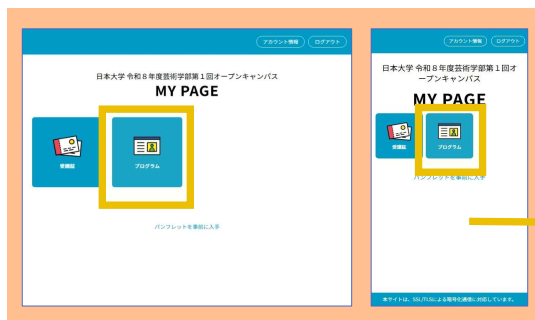 アカウント情報 ログアウト
日本大学 令和８年度芸術学部第１回オープンキャンパス
MY PAGE
受講証
プログラム
パンフレットを事前に入手
アカウント情報 ログアウト
日本大学 令和８年度芸術学部第１回オ
ープンキャンパス
MY PAGE
プログラム
パンフレットを事前に入手
本サイトは、SSL/TLSによる暗号化通信に対応しています。